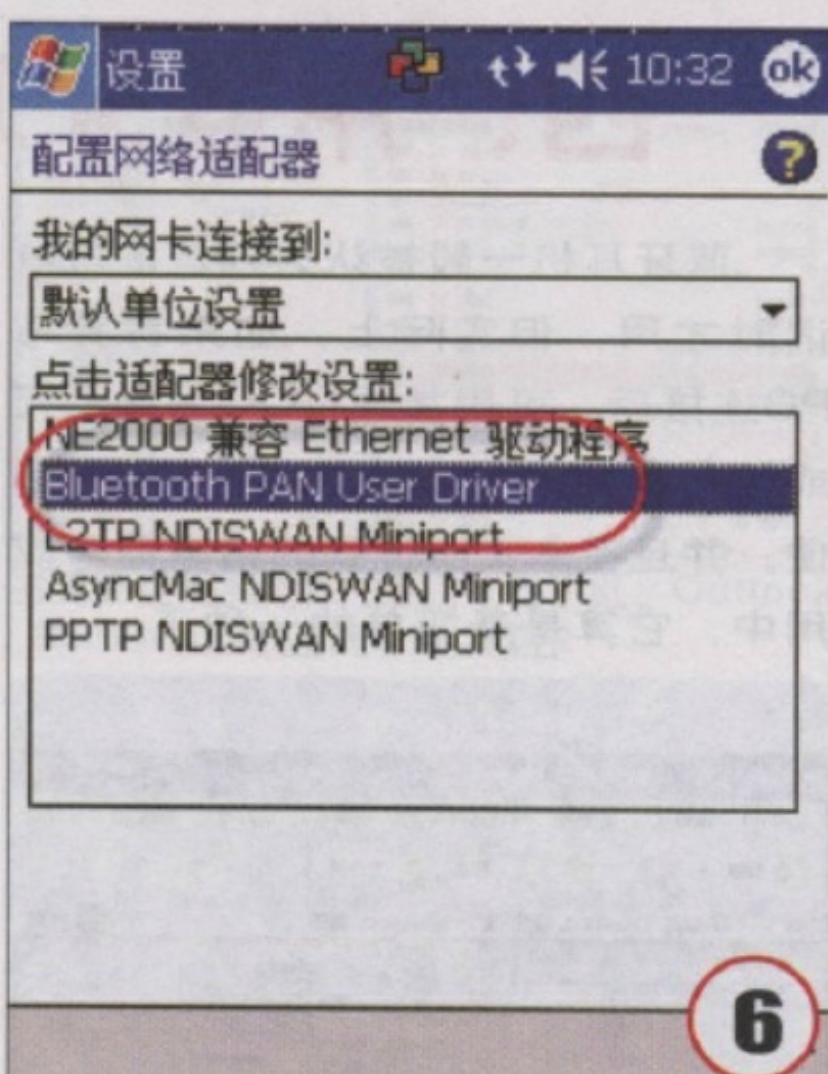 设置 10:32 ok
配置网络适配器 ?
我的网卡连接到:
默认单位设置
点击适配器修改设置:
NE2000 兼容 Ethernet 驱动程序
Bluetooth PAN User Driver
L2TP NDISWAN Miniport
AsyncMac NDISWAN Miniport
PPTP NDISWAN Miniport
6